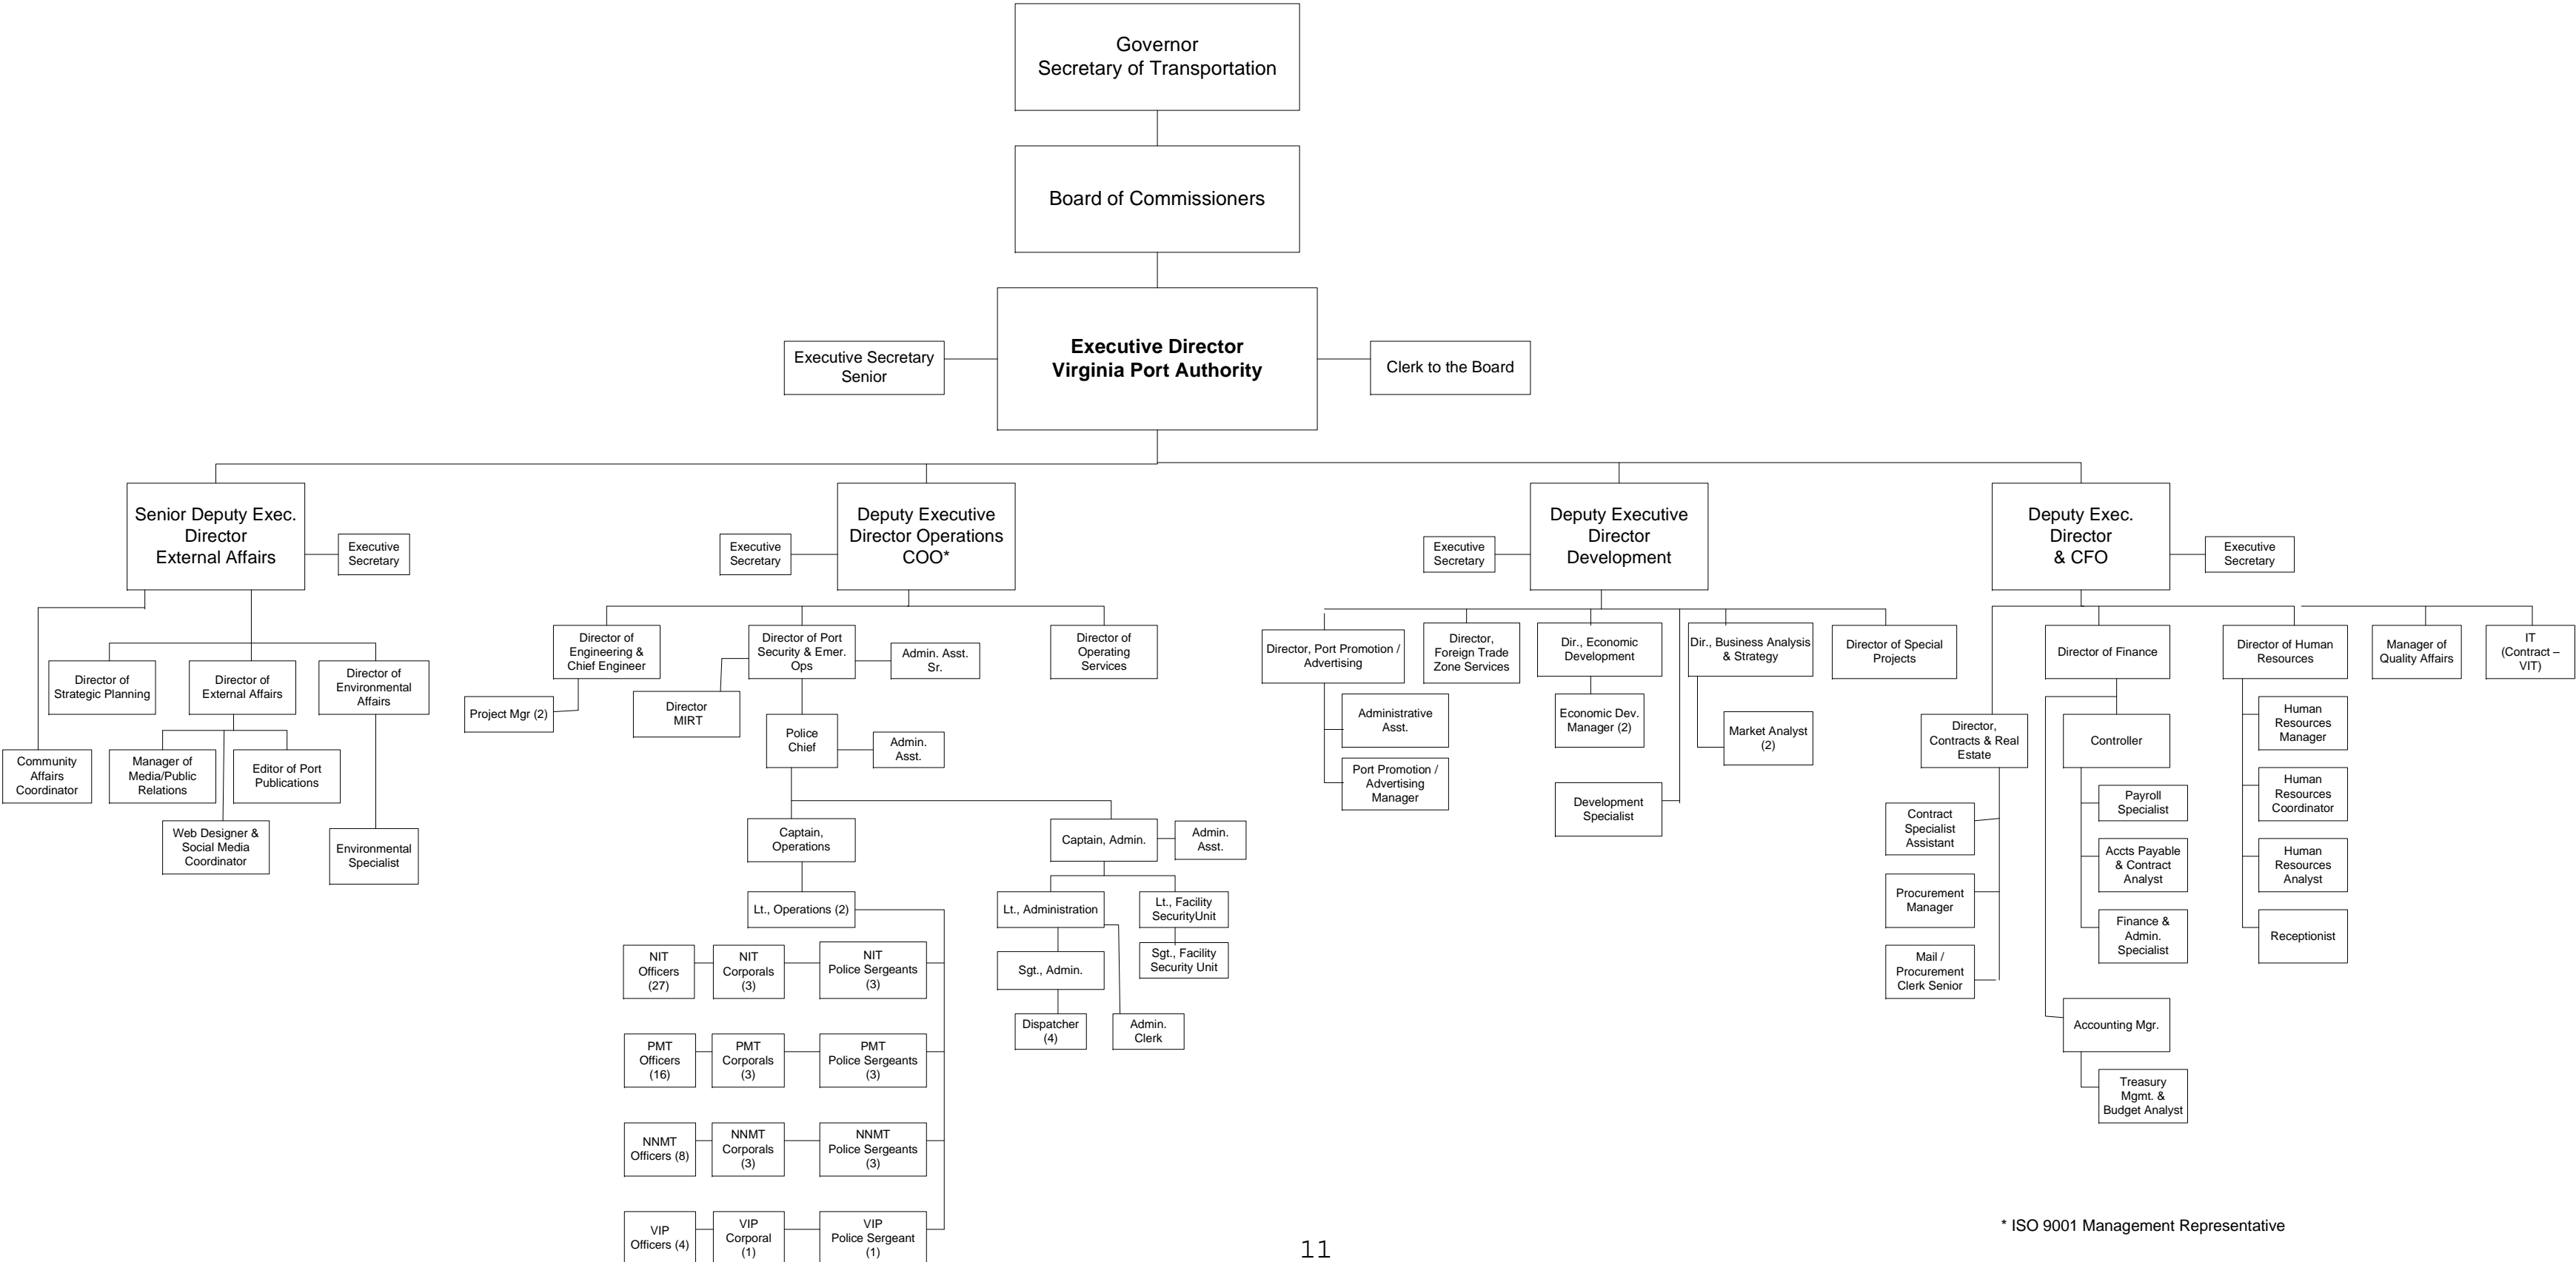 Governor
Secretary of Transportation
Board of Commissioners
Executive Director
Virginia Port Authority
Executive Secretary
Senior
Clerk to the Board
Senior Deputy Exec.
Director
External Affairs
Executive
Secretary
Deputy Executive
Director Operations
COO*
Executive
Secretary
Deputy Executive
Director
Development
Executive
Secretary
Deputy Exec.
Director
& CFO
Executive
Secretary
Director of
Strategic Planning
Director of
External Affairs
Director of
Environmental
Affairs
Community
Affairs
Coordinator
Manager of
Media/Public
Relations
Editor of Port
Publications
Web Designer &
Social Media
Coordinator
Environmental
Specialist
Director of
Engineering &
Chief Engineer
Project Mgr (2)
Director of Port
Security & Emer.
Ops
Admin. Asst.
Sr.
Director of
Operating
Services
Director
MIRT
Police
Chief
Admin.
Asst.
Captain,
Operations
Captain, Admin.
Admin.
Asst.
Lt., Operations (2)
Lt., Administration
Lt., Facility
SecurityUnit
Sgt., Admin.
Sgt., Facility
Security Unit
Dispatcher
(4)
Admin.
Clerk
NIT
Officers
(27)
NIT
Corporals
(3)
NIT
Police Sergeants
(3)
PMT
Officers
(16)
PMT
Corporals
(3)
PMT
Police Sergeants
(3)
NNMT
Officers (8)
NNMT
Corporals
(3)
NNMT
Police Sergeants
(3)
VIP
Officers (4)
VIP
Corporal
(1)
VIP
Police Sergeant
(1)
Director, Port Promotion /
Advertising
Administrative
Asst.
Port Promotion /
Advertising
Manager
Director,
Foreign Trade
Zone Services
Dir., Economic
Development
Economic Dev.
Manager (2)
Development
Specialist
Dir., Business Analysis
& Strategy
Market Analyst
(2)
Director of Special
Projects
Director,
Contracts & Real
Estate
Contract
Specialist
Assistant
Procurement
Manager
Mail /
Procurement
Clerk Senior
Director of Finance
Controller
Payroll
Specialist
Accts Payable
& Contract
Analyst
Finance &
Admin.
Specialist
Accounting Mgr.
Treasury
Mgmt. &
Budget Analyst
Director of Human
Resources
Human
Resources
Manager
Human
Resources
Coordinator
Human
Resources
Analyst
Receptionist
Manager of
Quality Affairs
IT
(Contract –
VIT)
* ISO 9001 Management Representative
11